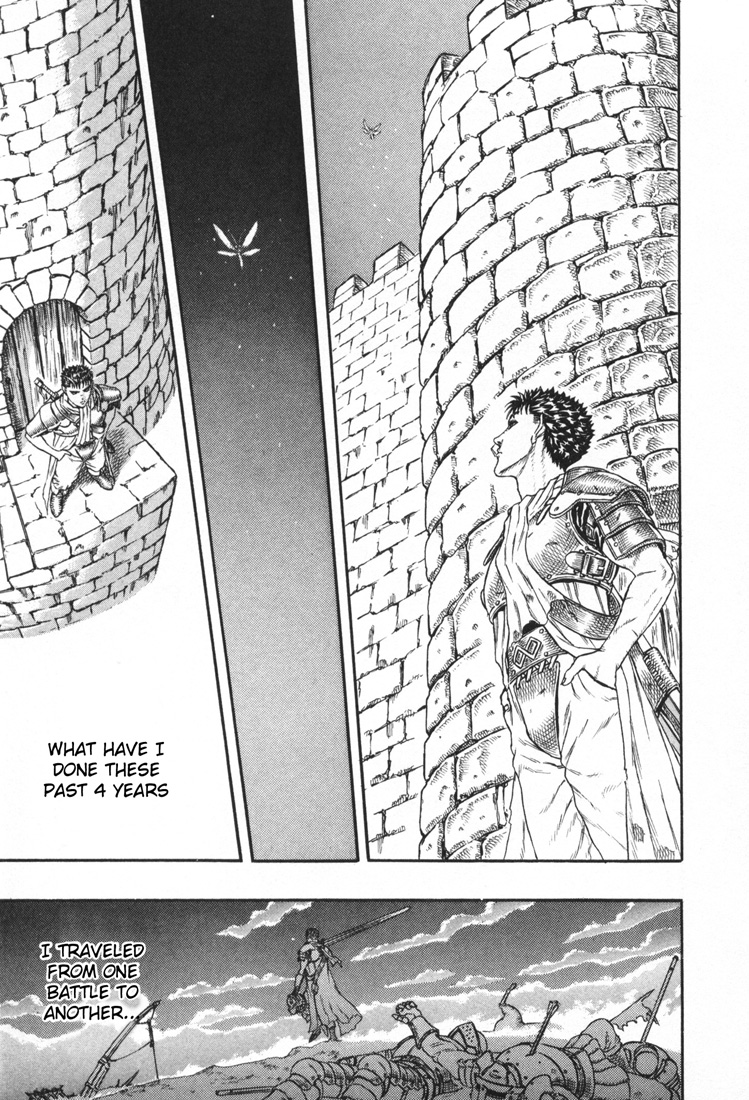 WHAT HAVE I
DONE THESE
PAST 4 YEARS
I TRAVELED
FROM ONE
BATTLE TO
ANOTHER...